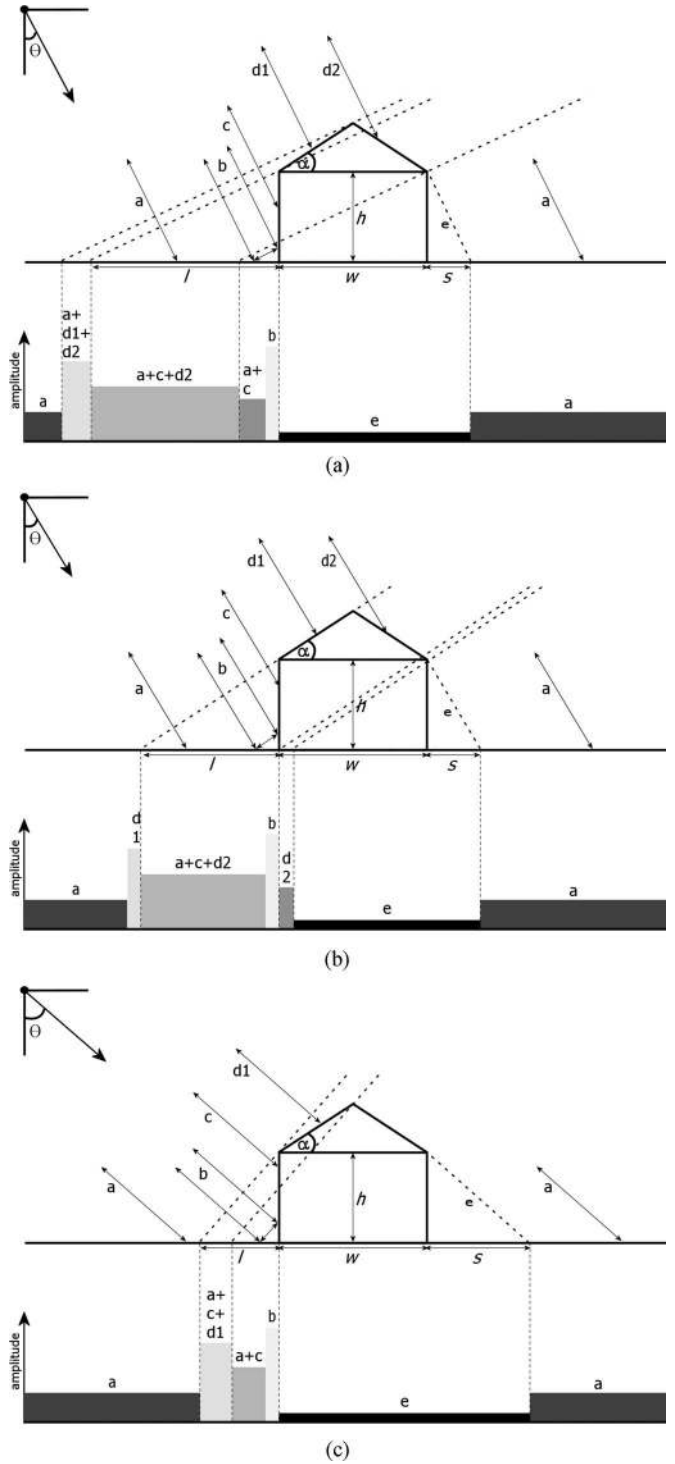 θ
d1
d2
c
b
a
α
h
e
a
l
w
s
a+
d1+
d2
a+c+d2
a+
c
b
amplitude
a
e
a
(a)
θ
d1
d2
c
b
a
α
h
e
a
l
w
s
d
1
a+c+d2
b
d
2
amplitude
a
e
a
(b)
θ
d1
c
b
a
α
h
e
a
l
w
s
a+
c+
d1
a+c
b
amplitude
a
e
a
(c)